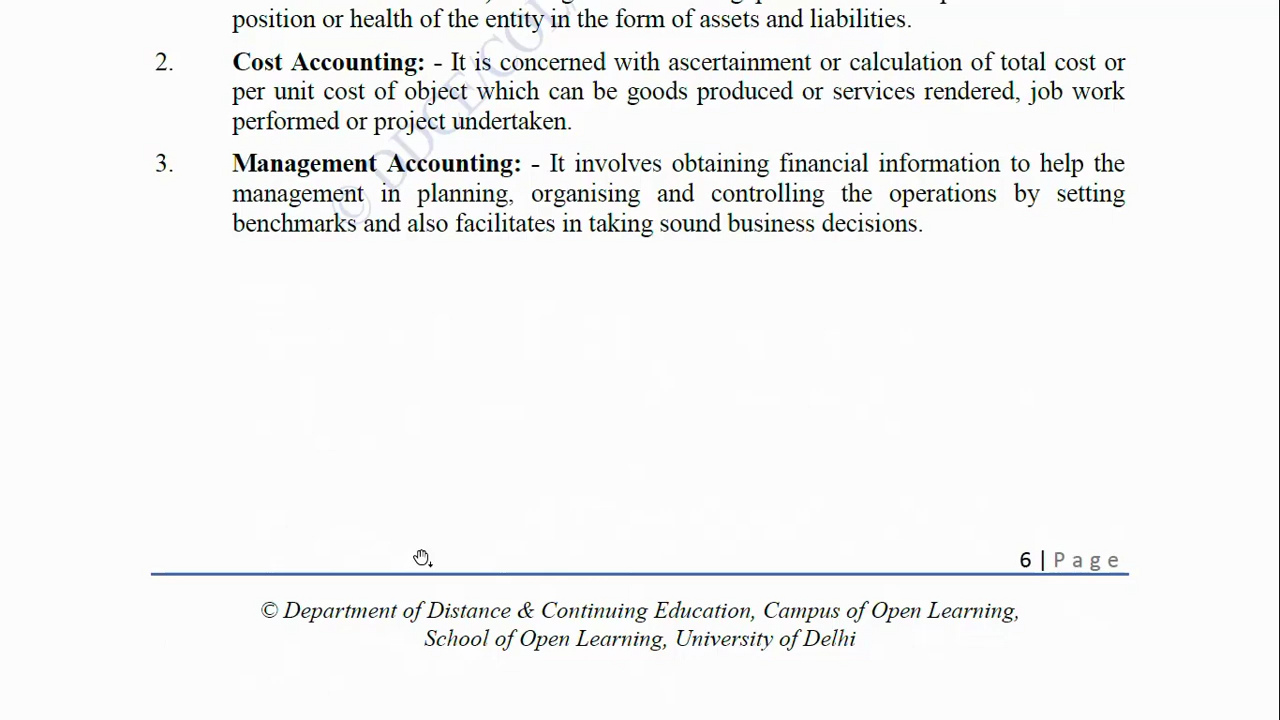 position or health of the entity in the form of assets and liabilities.
2. Cost Accounting: - It is concerned with ascertainment or calculation of total cost or
per unit cost of object which can be goods produced or services rendered, job work
performed or project undertaken.
3. Management Accounting: - It involves obtaining financial information to help the
management in planning, organising and controlling the operations by setting
benchmarks and also facilitates in taking sound business decisions.
© DDCE/COL
6 | Page
© Department of Distance & Continuing Education, Campus of Open Learning,
School of Open Learning, University of Delhi